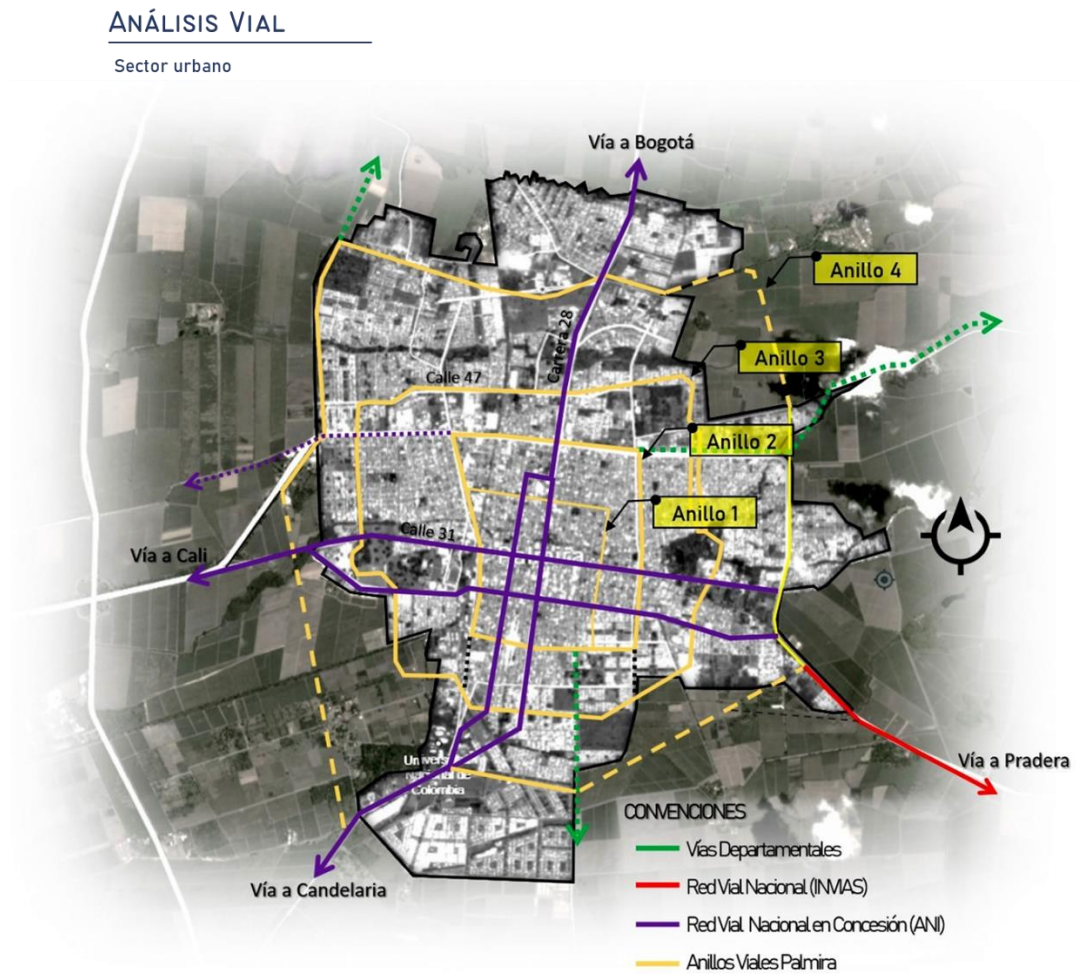 ANÁLISIS VIAL
Sector urbano
Vía a Bogotá
Anillo 4
Carrera 28
Anillo 3
Calle 47
Anillo 2
Anillo 1
Calle 31
Vía a Cali
Vía a Pradera
Nacional de
Colombia
CONVENCIONES
Vías Departamentales
Vía a Candelaria
Red Vial Nacional (INVIAS)
Red Vial Nacional en Concesión (ANI)
Anillos Viales Palmira